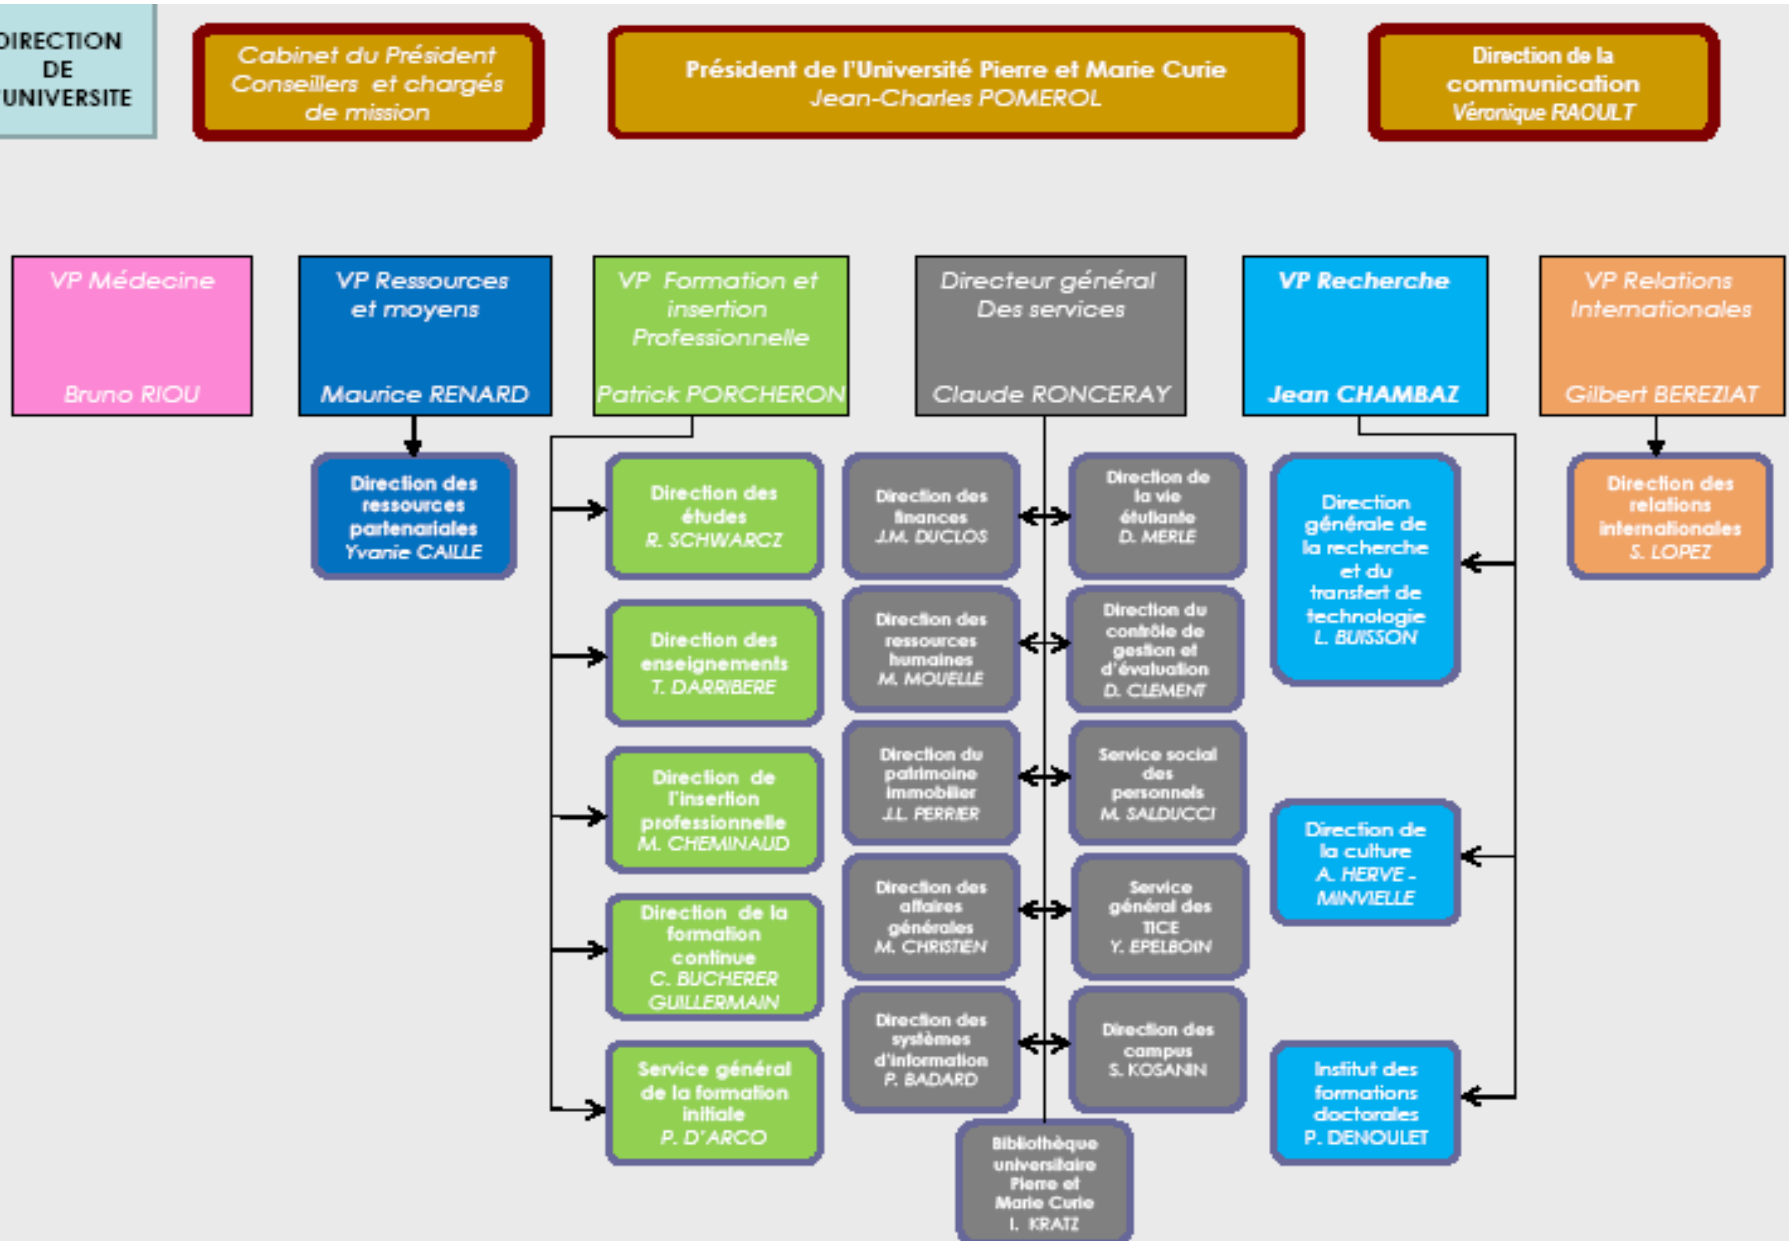 DIRECTION
DE
L'UNIVERSITE
Cabinet du Président
Conseillers et chargés
de mission
Président de l'Université Pierre et Marie Curie
Jean-Charles POMEROL
Direction de la
communication
Véronique RAOULT
VP Médecine
Bruno RIOU
VP Ressources
et moyens
Maurice RENARD
VP Formation et
insertion
Professionnelle
Patrick PORCHERON
Directeur général
Des services
Claude RONCERAY
VP Recherche
Jean CHAMBAZ
VP Relations
Internationales
Gilbert BEREZIAT
Direction des
ressources
partenariales
Yvanie CAILLE
Direction des
études
R. SCHWARCZ
Direction des
enseignements
T. DARRIBERE
Direction de
l'insertion
professionnelle
M. CHEMINAUD
Direction de la
formation
continue
C. BUCHERER
GUILLERMAIN
Service général
de la formation
initiale
P. D'ARCO
Direction des
finances
J.M. DUCLOS
Direction des
ressources
humaines
M. MOUELLE
Direction du
patrimoine
immobilier
J.L. PERRIER
Direction des
affaires
générales
M. CHRISTIEN
Direction des
systèmes
d'information
P. BADARD
Direction de
la vie
étuliante
D. MERLE
Direction du
contrôle de
gestion et
d'évaluation
D. CLEMENT
Service social
des
personnels
M. SALDUCCI
Service
général des
TICE
Y. EPELBOIN
Direction des
campus
S. KOSANIN
Bibliothèque
universitaire
Pierre et
Marie Curie
I. KRATZ
Direction
générale de
la recherche
et du
transfert de
technologie
L. BUISSON
Direction de
la culture
A. HERVE -
MINVIELLE
Institut des
formations
doctorales
P. DENOULET
Direction des
relations
internationales
S. LOPEZ